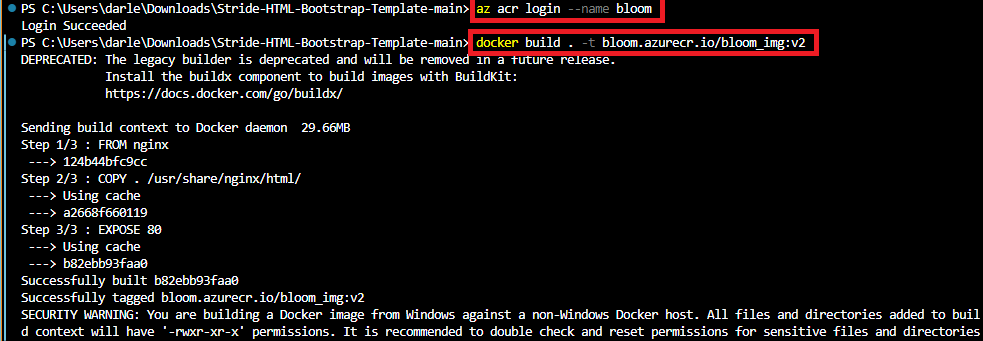 PS C:\Users\darle\Downloads\Stride-HTML-Bootstrap-Template-main> az acr login --name bloom
Login Succeeded
PS C:\Users\darle\Downloads\Stride-HTML-Bootstrap-Template-main> docker build . -t bloom.azurecr.io/bloom_img:v2
DEPRECATED: The legacy builder is deprecated and will be removed in a future release.
            Install the buildx component to build images with BuildKit:
            https://docs.docker.com/go/buildx/

Sending build context to Docker daemon  29.66MB
Step 1/3 : FROM nginx
 ---> 124b44bfc9cc
Step 2/3 : COPY . /usr/share/nginx/html/
 ---> Using cache
 ---> a2668f660119
Step 3/3 : EXPOSE 80
 ---> Using cache
 ---> b82ebb93faa0
Successfully built b82ebb93faa0
Successfully tagged bloom.azurecr.io/bloom_img:v2
SECURITY WARNING: You are building a Docker image from Windows against a non-Windows Docker host. All files and directories added to buil
d context will have '-rwxr-xr-x' permissions. It is recommended to double check and reset permissions for sensitive files and directories